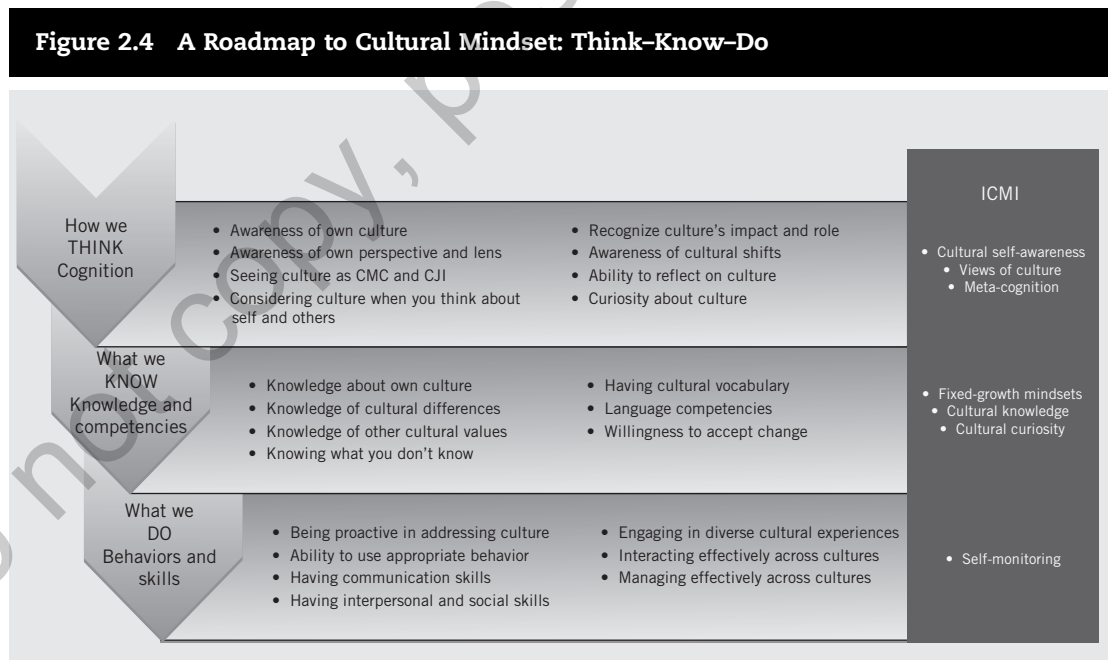 Figure 2.4 A Roadmap to Cultural Mindset: Think–Know–Do
How we
THINK
Cognition
• Awareness of own culture
• Awareness of own perspective and lens
• Seeing culture as CMC and CJI
• Considering culture when you think about
self and others
• Recognize culture's impact and role
• Awareness of cultural shifts
• Ability to reflect on culture
• Curiosity about culture
ICMI
• Cultural self-awareness
• Views of culture
• Meta-cognition
What we
KNOW
Knowledge and
competencies
• Knowledge about own culture
• Knowledge of cultural differences
• Knowledge of other cultural values
• Knowing what you don't know
• Having cultural vocabulary
• Language competencies
• Willingness to accept change
• Fixed-growth mindsets
• Cultural knowledge
• Cultural curiosity
What we
DO
Behaviors and
skills
• Being proactive in addressing culture
• Ability to use appropriate behavior
• Having communication skills
• Having interpersonal and social skills
• Engaging in diverse cultural experiences
• Interacting effectively across cultures
• Managing effectively across cultures
• Self-monitoring
not copy,